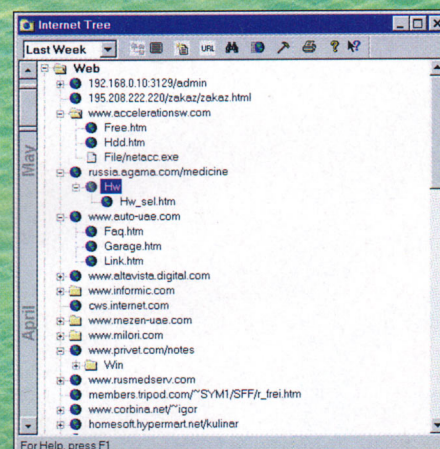 Internet Tree
Last Week
URL
Web
192.168.0.10:3129/admin
195.208.222.220/zakaz/zakaz.html
www.accelerationsw.com
Free.htm
Hdd.htm
File/netacc.exe
russia.agama.com/medicine
Hw
Hw_sel.htm
www.auto-uae.com
Faq.htm
Garage.htm
Link.htm
www.altavista.digital.com
www.informic.com
cws.internet.com
www.mezen-uae.com
www.milori.com
www.privet.com/notes
Win
www.rusmedserv.com
members.tripod.com/~SYM1/SFF/r_frei.htm
www.corbina.net/~igor
homesoft.hypermart.net/kulinar
May
April
For Help, press F1